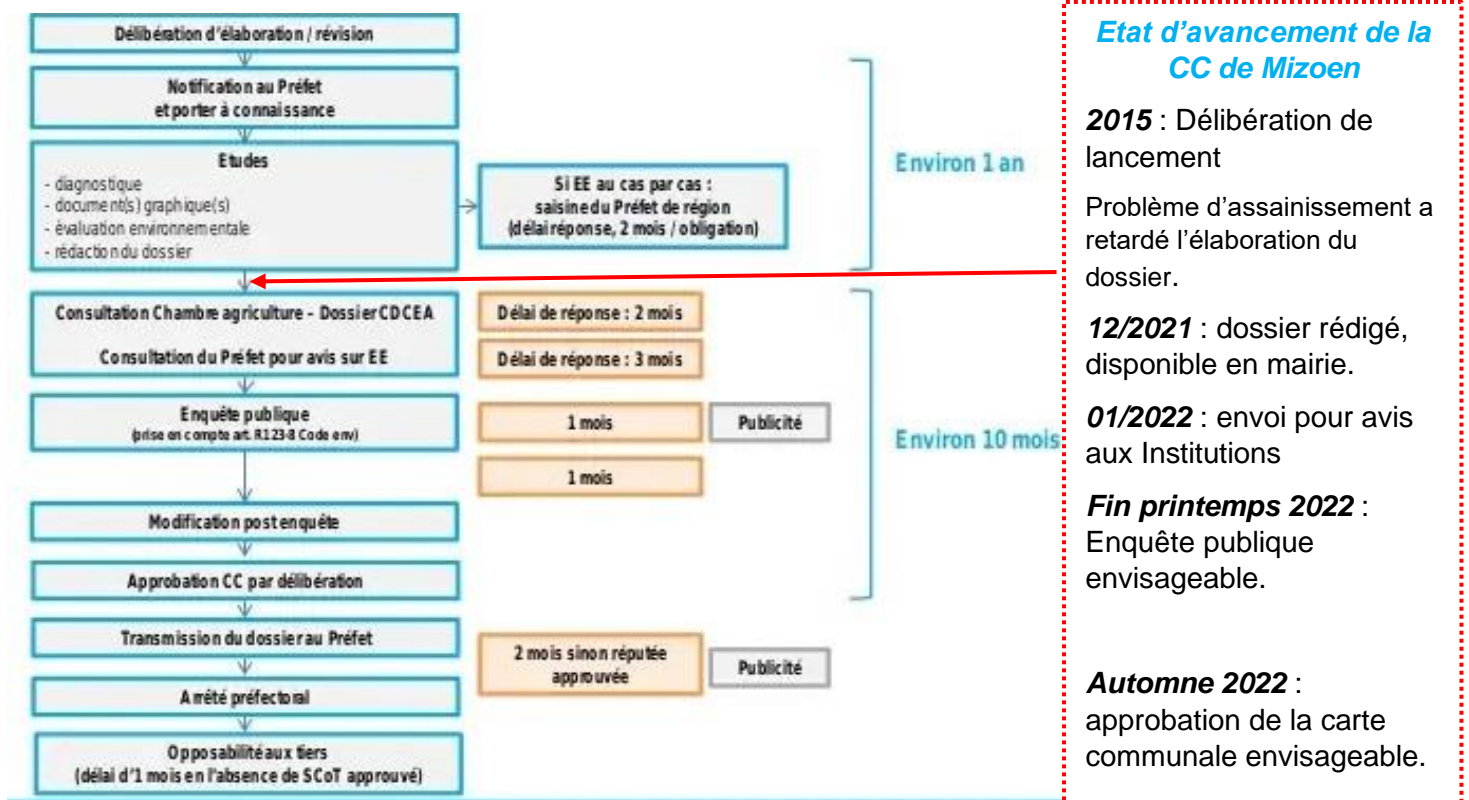 Délibération d'élaboration / révision
Notification au Préfet
et porter à connaissance
Etudes
- diagnostique
- document(s) graphique(s)
- évaluation environnementale
- rédaction du dossier
Si EE au cas par cas :
saisine du Préfet de région
(délai réponse, 2 mois / obligation)
Environ 1 an
Consultation Chambre agriculture - Dossier CDCEA
Consultation du Préfet pour avis sur EE
Délai de réponse : 2 mois
Délai de réponse : 3 mois
Enquête publique
(prise en compte art. R123-8 Code env)
1 mois
Publicité
1 mois
Environ 10 mois
Modification post enquête
Approbation CC par délibération
Transmission du dossier au Préfet
2 mois sinon réputée
approuvée
Publicité
Arrêté préfectoral
Opposabilité aux tiers
(délai d'1 mois en l'absence de SCoT approuvé)
Etat d'avancement de la
CC de Mizoen
2015 : Délibération de
lancement
Problème d'assainissement a
retardé l'élaboration du
dossier.
12/2021 : dossier rédigé,
disponible en mairie.
01/2022 : envoi pour avis
aux Institutions
Fin printemps 2022 :
Enquête publique
envisageable.
Automne 2022 :
approbation de la carte
communale envisageable.